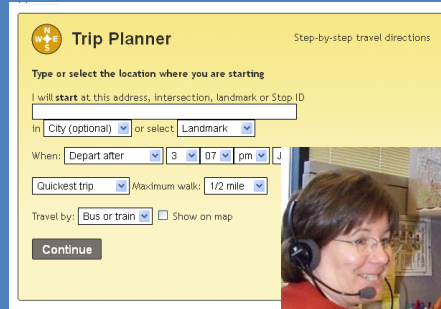 N
W E
S
Trip Planner
Step-by-step travel directions
Type or select the location where you are starting
I will start at this address, intersection, landmark or Stop ID
in City (optional) or select Landmark
When: Depart after 3 07 pm
Quickest trip Maximum walk: 1/2 mile
Travel by: Bus or train Show on map
Continue